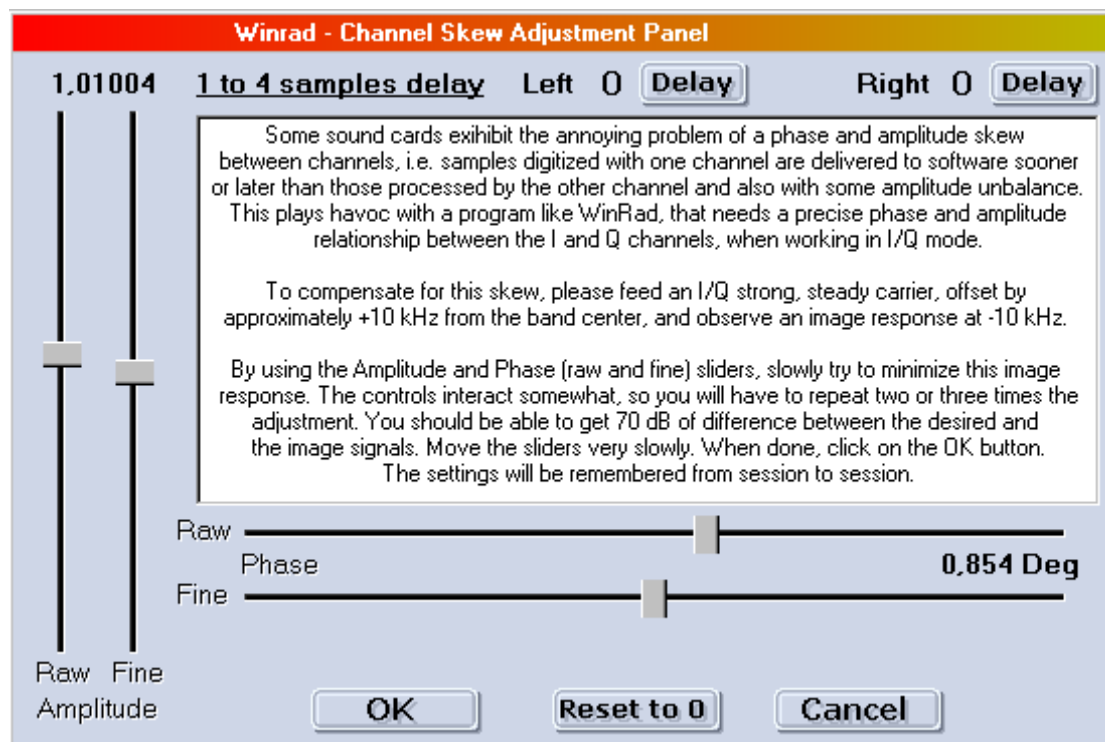 Winrad - Channel Skew Adjustment Panel
1,01004 1 to 4 samples delay Left 0 Delay Right 0 Delay
Some sound cards exihibit the annoying problem of a phase and amplitude skew
between channels, i.e. samples digitized with one channel are delivered to software sooner
or later than those processed by the other channel and also with some amplitude unbalance.
This plays havoc with a program like WinRad, that needs a precise phase and amplitude
relationship between the I and Q channels, when working in I/Q mode.
To compensate for this skew, please feed an I/Q strong, steady carrier, offset by
approximately +10 kHz from the band center, and observe an image response at -10 kHz.
By using the Amplitude and Phase (raw and fine) sliders, slowly try to minimize this image
response. The controls interact somewhat, so you will have to repeat two or three times the
adjustment. You should be able to get 70 dB of difference between the desired and
the image signals. Move the sliders very slowly. When done, click on the OK button.
The settings will be remembered from session to session.
Raw
Phase 0,854 Deg
Fine
Raw Fine
Amplitude OK Reset to 0 Cancel